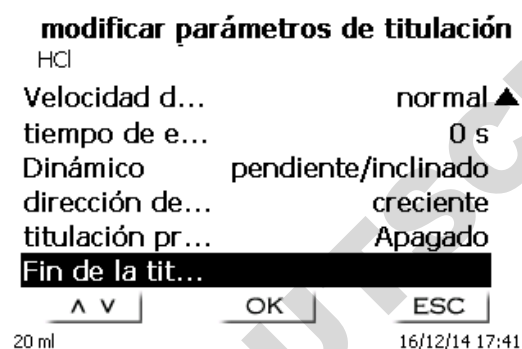 modificar parámetros de titulación
HCl
Velocidad d... normal
tiempo de e... 0 s
Dinámico pendiente/inclinado
dirección de... creciente
titulación pr... Apagado
Fin de la tit...
OK ESC
20 ml 16/12/14 17:41